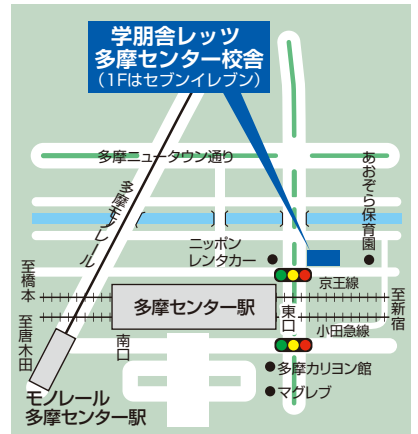 学朋舎レッツ
多摩センター校舎
（1Fはセブンイレブン）
多摩ニュータウン通り
多摩モノレール
あおぞら保育園
ニッポン
レンタカー
京王線
至橋本
至新宿
多摩センター駅
東口
至唐木田
南口
小田急線
多摩カリヨン館
マグレブ
モノレール
多摩センター駅